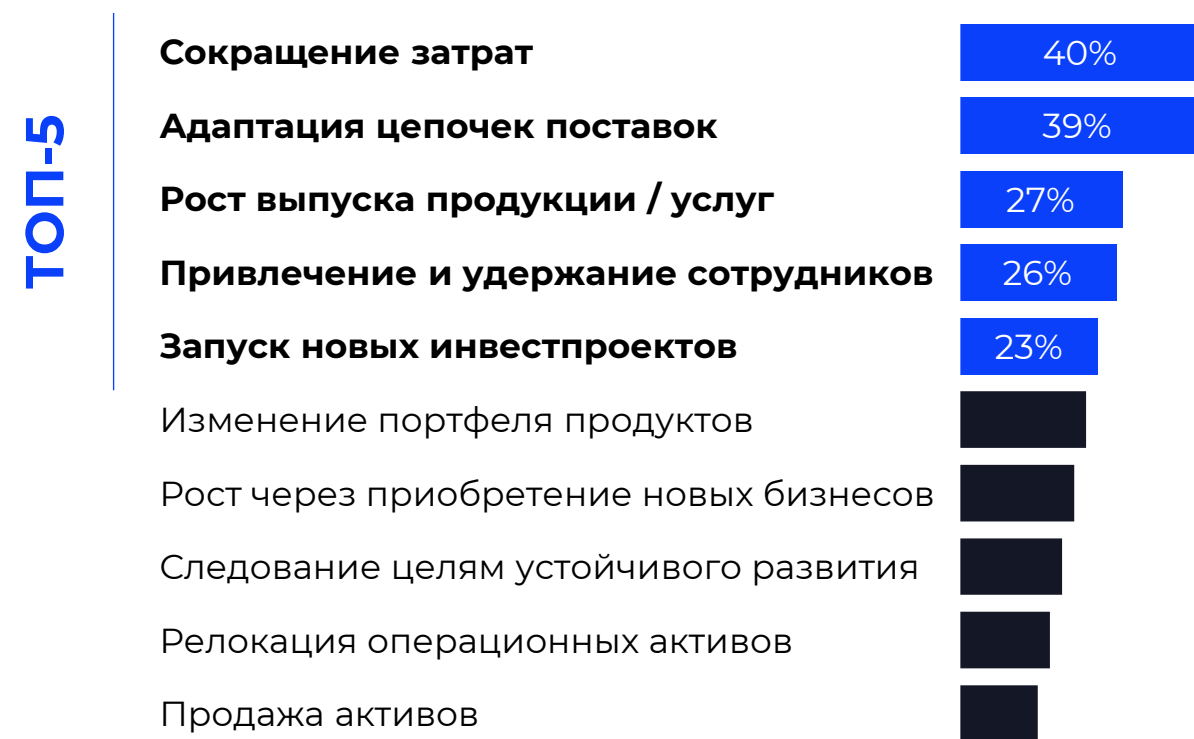 ТОП-5
Сокращение затрат 40%
Адаптация цепочек поставок 39%
Рост выпуска продукции / услуг 27%
Привлечение и удержание сотрудников 26%
Запуск новых инвестпроектов 23%
Изменение портфеля продуктов
Рост через приобретение новых бизнесов
Следование целям устойчивого развития
Релокация операционных активов
Продажа активов